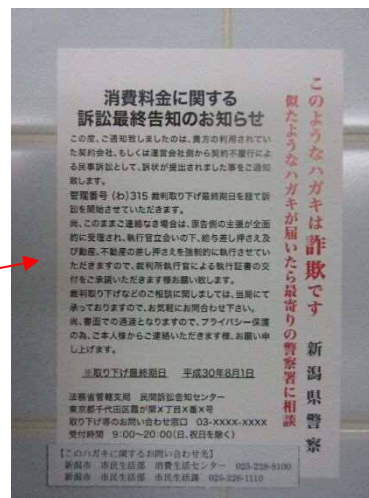 消費料金に関する
訴訟最終告知のお知らせ
この度、ご通知致しましたのは、貴方の利用されてい
た契約会社、もしくは運営会社側から契約不履行によ
る民事訴訟として、訴状が提出されました事をご通知
致します。
管理番号 (わ)315 裁判取り下げ最終期日を経て訴
訟を開始させていただきます。
尚、このままご連絡なき場合は、原告側の主張が全面
的に受理され、執行官立会いの下、給与差し押さえ及
び動産、不動産の差し押さえを強制的に執行させてい
ただきますので、裁判所執行官による執行証書の交
付をご承諾いただきます様お願い致します。
裁判取り下げなどのご相談に関しましては、当局にて
承っておりますので、お気軽にお問合わせ下さい。
尚、書面での通達となりますので、プライバシー保護
の為、ご本人様からご連絡いただきます様、お願い申
し上げます。
※取り下げ最終期日 平成30年8月1日
法務省管轄支局 民間訴訟告知センター
東京都千代田区霞が関X丁目X番X号
取り下げ等のお問い合わせ窓口 03-XXXX-XXXX
受付時間 9:00~20:00(日、祝日を除く)
このようなハガキは詐欺です
似たようなハガキが届いたら最寄りの警察署に相談
新潟県警察
【このハガキに関するお問い合わせ先】
新潟市 市民生活部 消費生活センター 025-228-8100
新潟市 市民生活部 市民生活課 025-226-1110